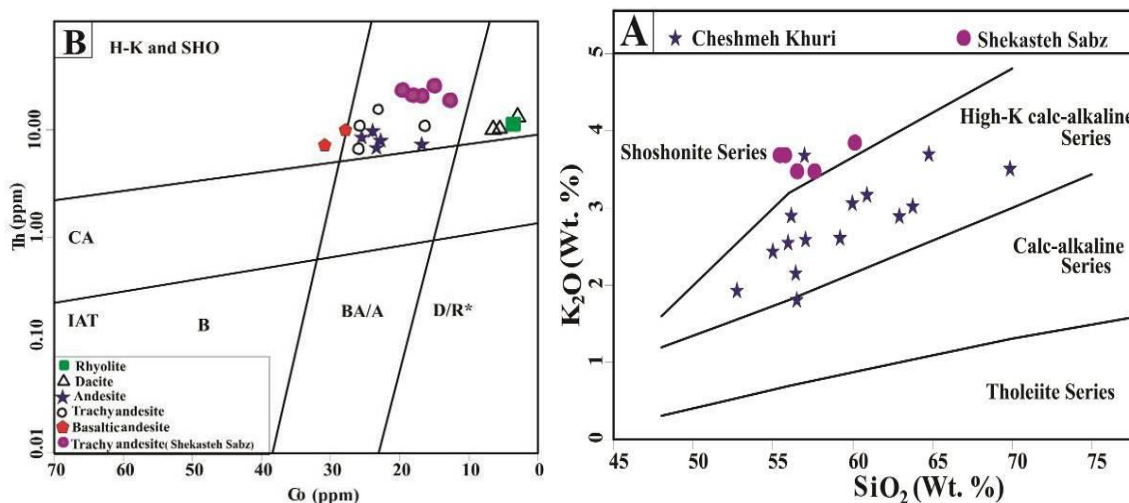 B
H-K and SHO
10.00
1.00
0.10
0.01
Th (ppm)
CA
IAT
B
BA/A
D/R*
Rhyolite
Dacite
Andesite
Trachyandesite
Basalticandesite
Trachyandesite( Shekasteh Sabz)
70
60
50
40
30
20
10
0
Co (ppm)
A
Cheshmeh Khuri
Shekasteh Sabz
5
4
3
2
1
0
K2O (Wt. %)
Shoshonite Series
High-K calc-alkaline
Series
Calc-alkaline
Series
Tholeiite Series
45
50
55
60
65
70
75
SiO2 (Wt. %)